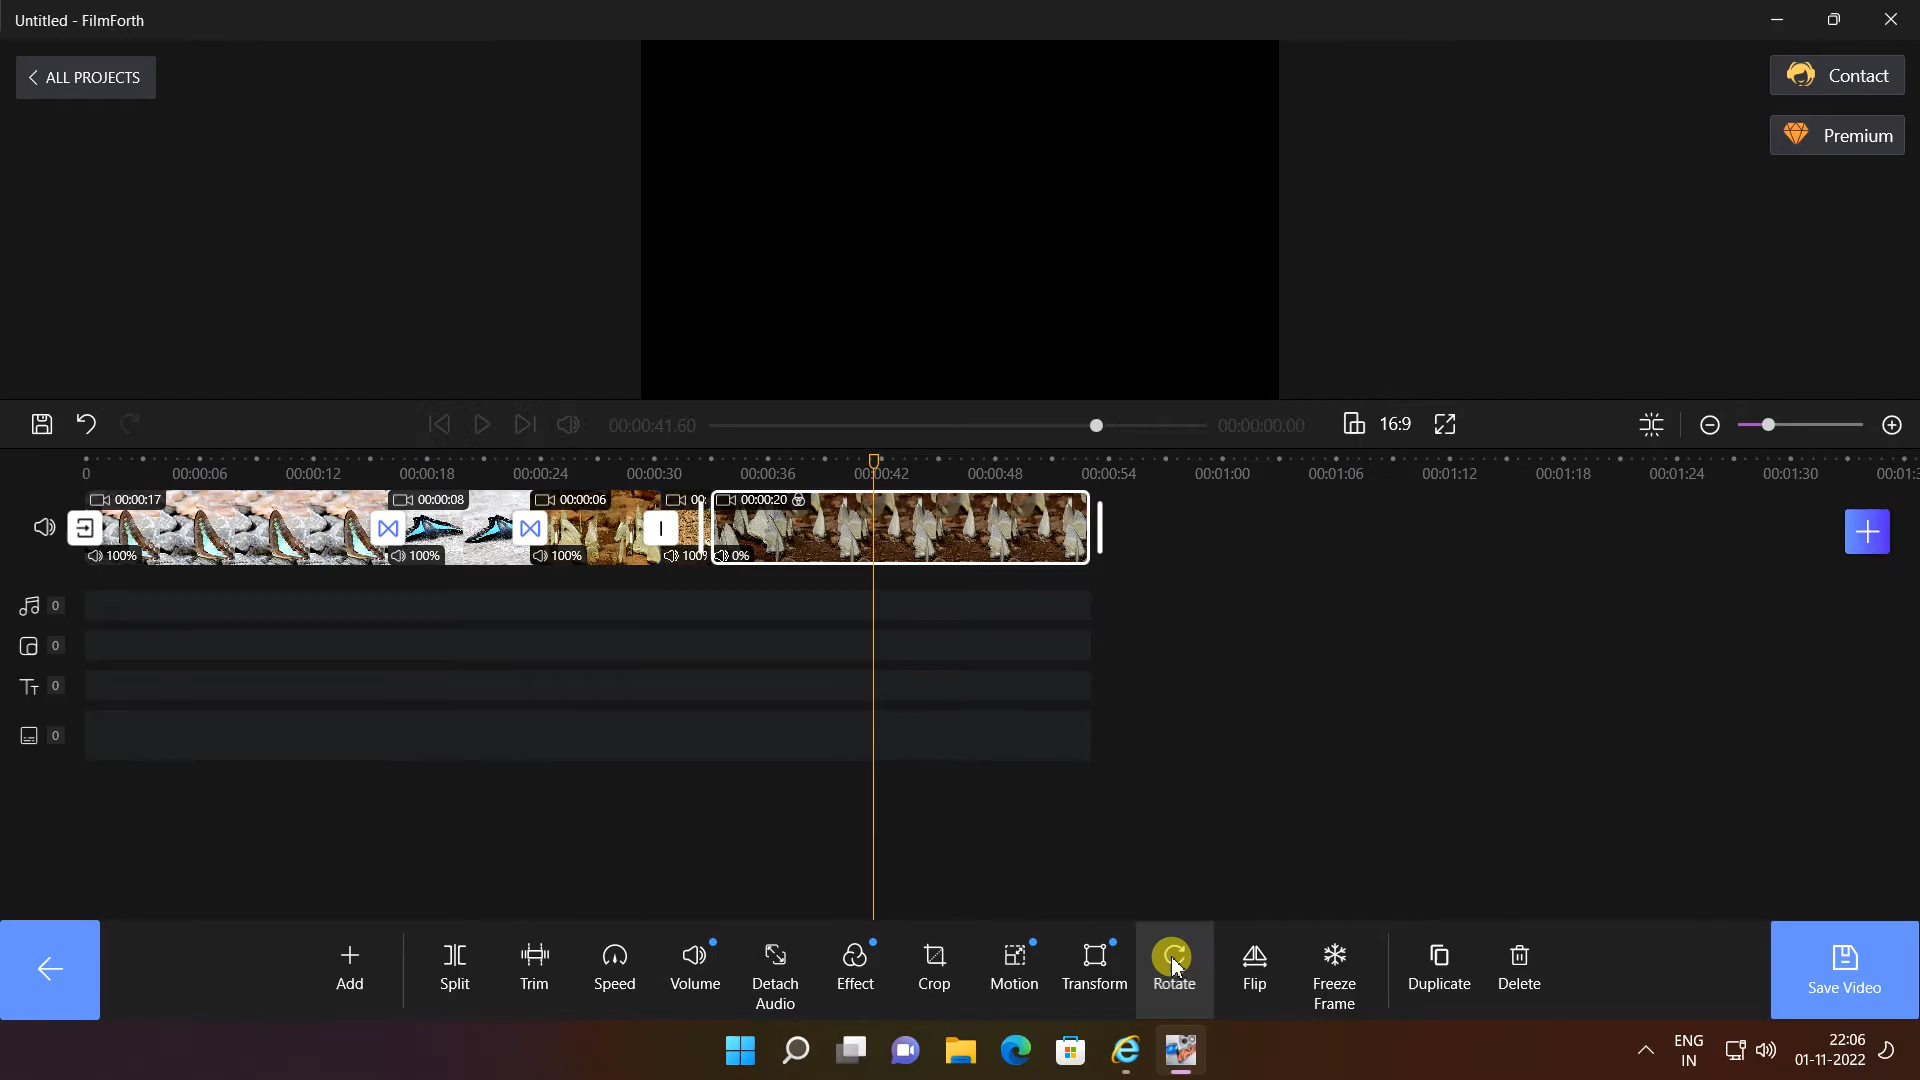 Untitled - FilmForth
ALL PROJECTS
Contact
Premium
00:00:41.60
00:00:00.00
16:9
0 00:00:06 00:00:12 00:00:18 00:00:24 00:00:30 00:00:36 00:00:42 00:00:48 00:00:54 00:01:00 00:01:06 00:01:12 00:01:18 00:01:24 00:01:30 00:01:
00:00:17 00:00:08 00:00:06 00: 00:00:20
100% 100% 100% 100% 0%
0
0
0
0
Add
Split
Trim
Speed
Volume
Detach
Audio
Effect
Crop
Motion
Transform
Rotate
Flip
Freeze
Frame
Duplicate
Delete
Save Video
ENG
IN
22:06
01-11-2022